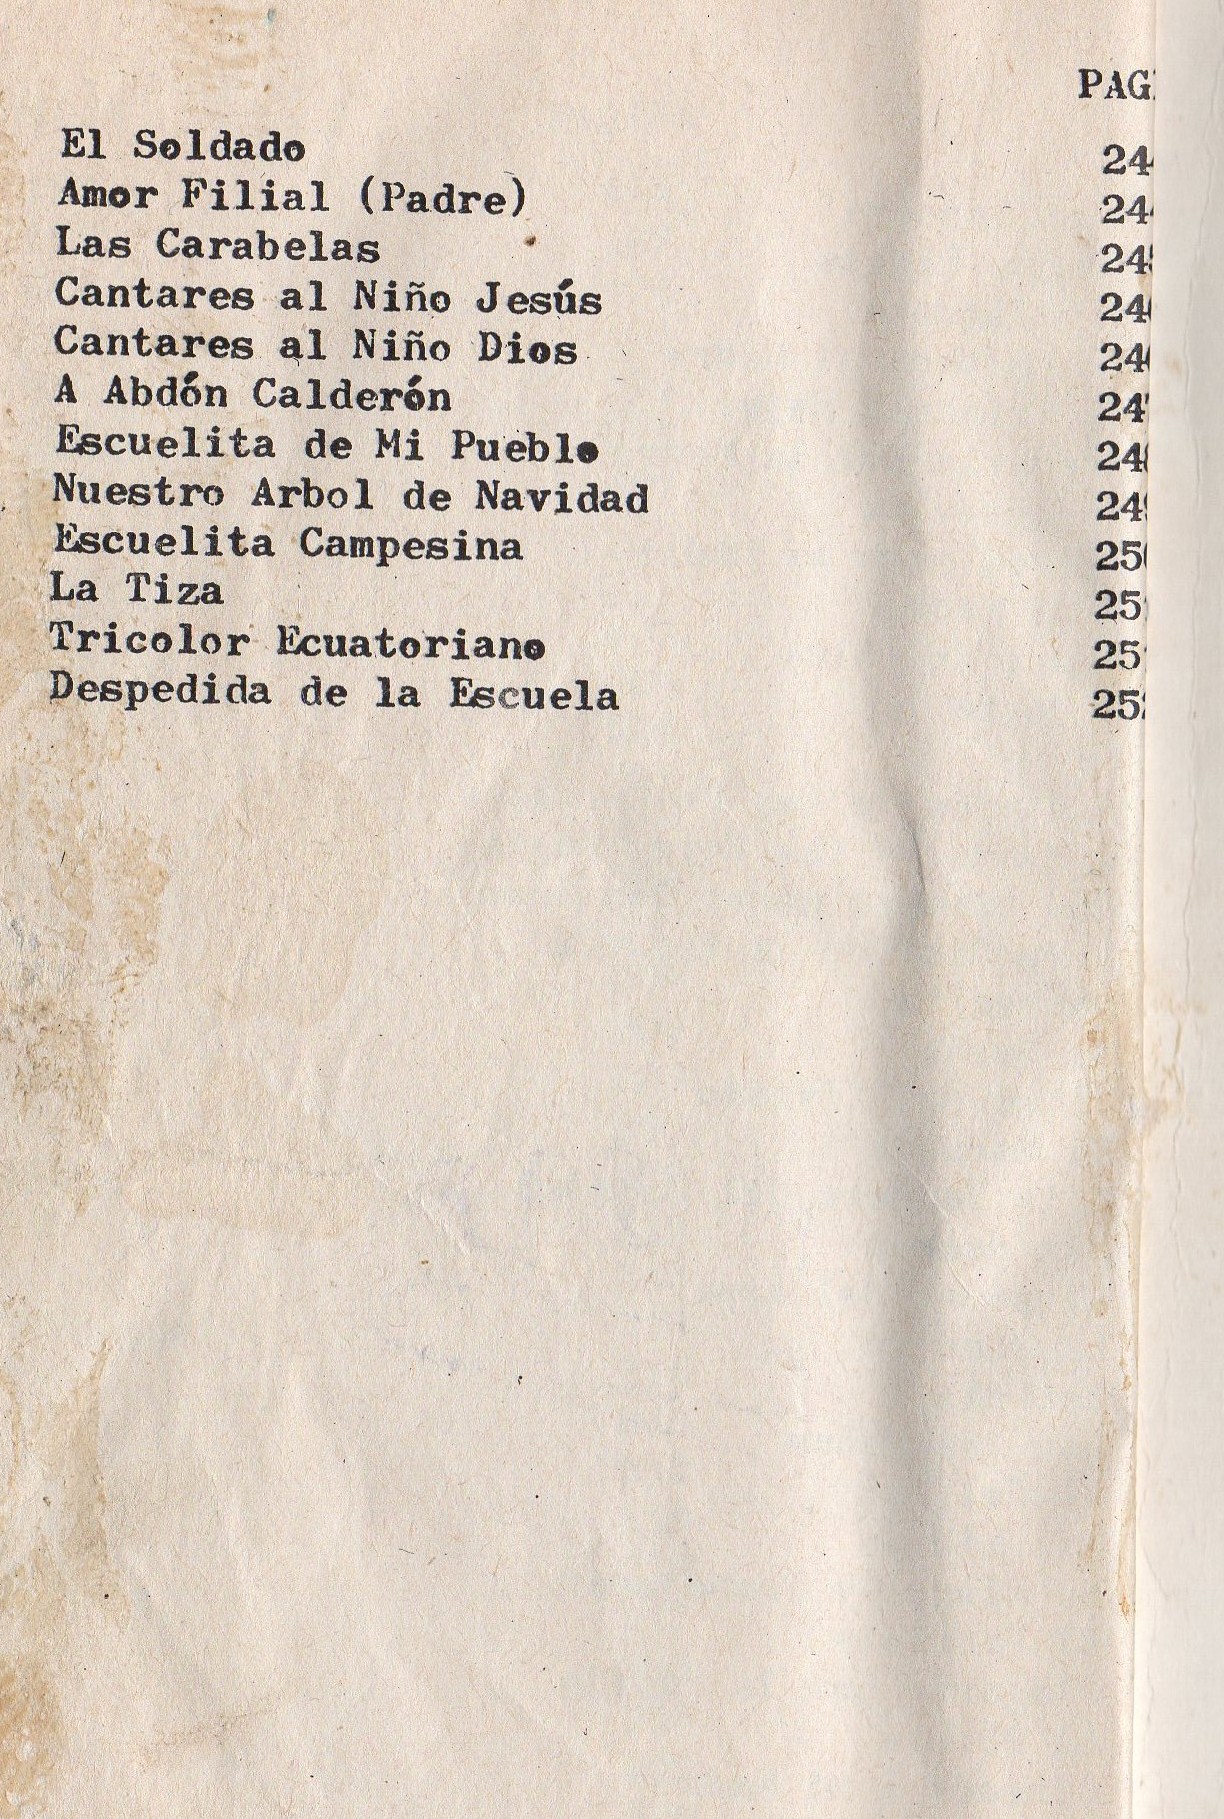 PAG
El Soldado 24
Amor Filial (Padre) 24
Las Carabelas 24
Cantares al Niño Jesús 24
Cantares al Niño Dios 24
A Abdón Calderón 24
Escuelita de Mi Pueblo 24
Nuestro Arbol de Navidad 24
Escuelita Campesina 25
La Tiza 25
Tricolor Ecuatoriano 25
Despedida de la Escuela 25